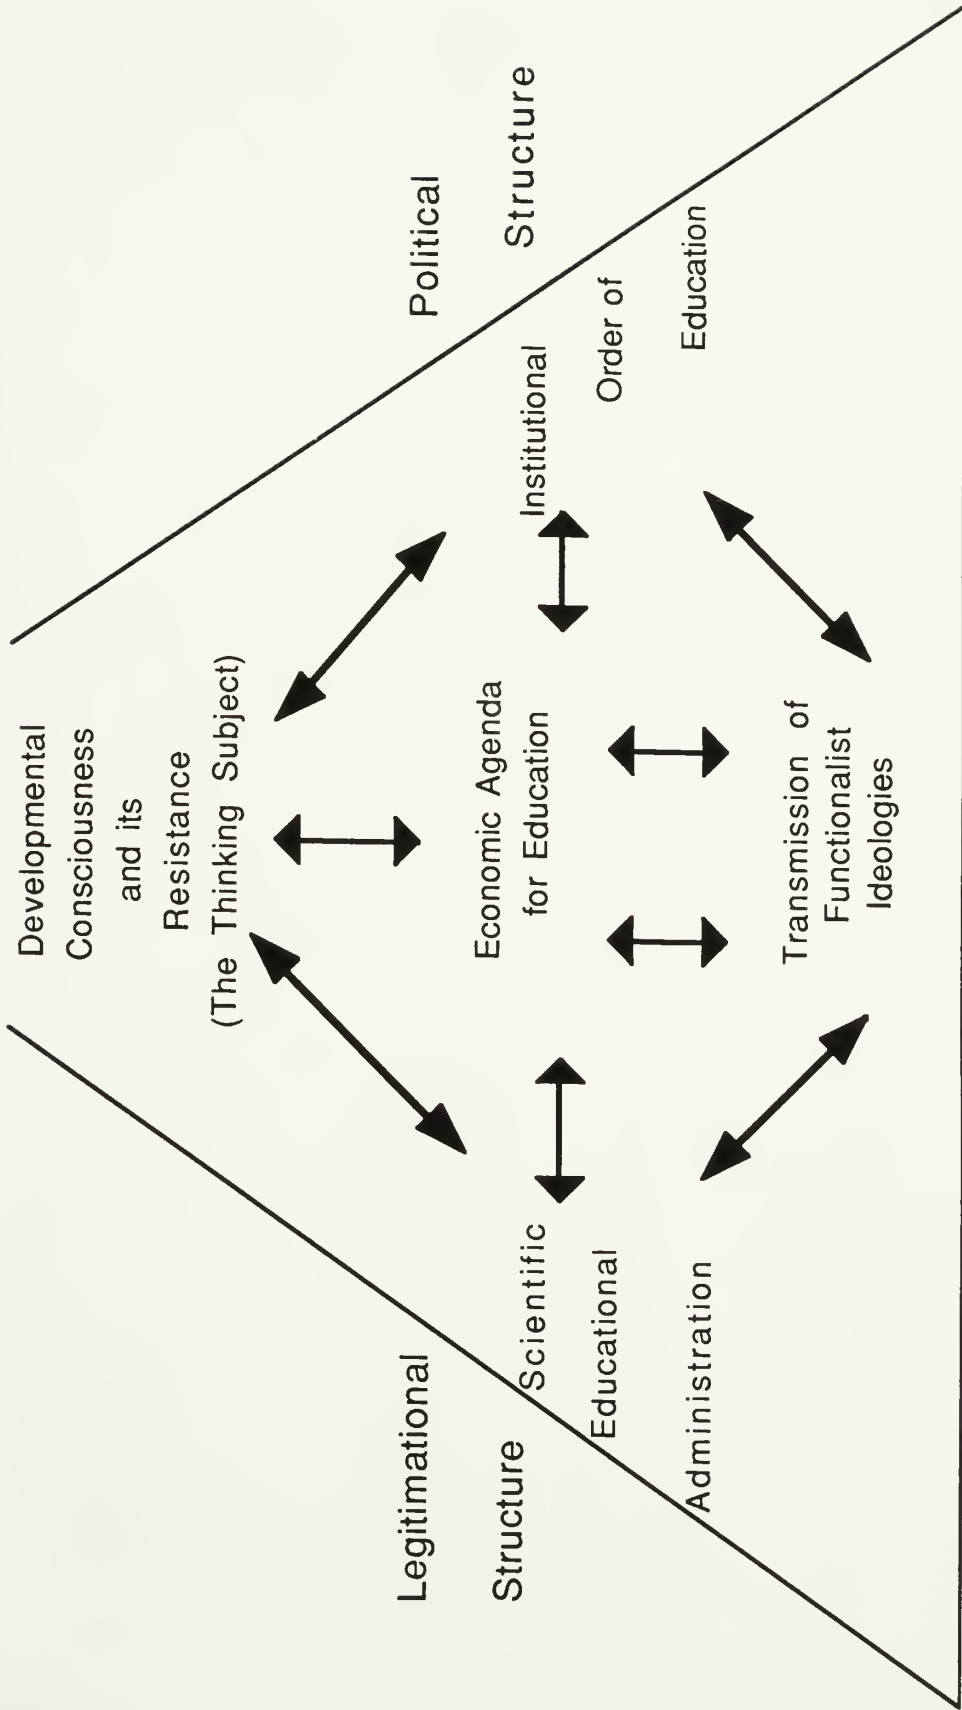 Developmental
Consciousness
and its
Resistance
(The Thinking Subject)
Legitimational
Structure
Political
Structure
Scientific
Educational
Administration
Economic Agenda
for Education
Institutional
Order of
Education
Transmission of
Functionalist
Ideologies